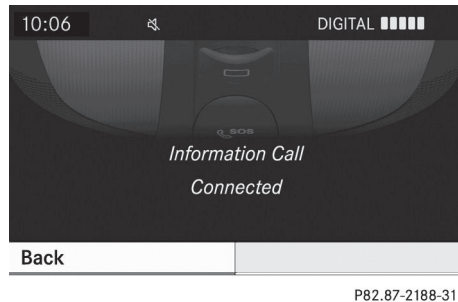 10:06 DIGITAL
SOS
Information Call
Connected
Back
P82.87-2188-31